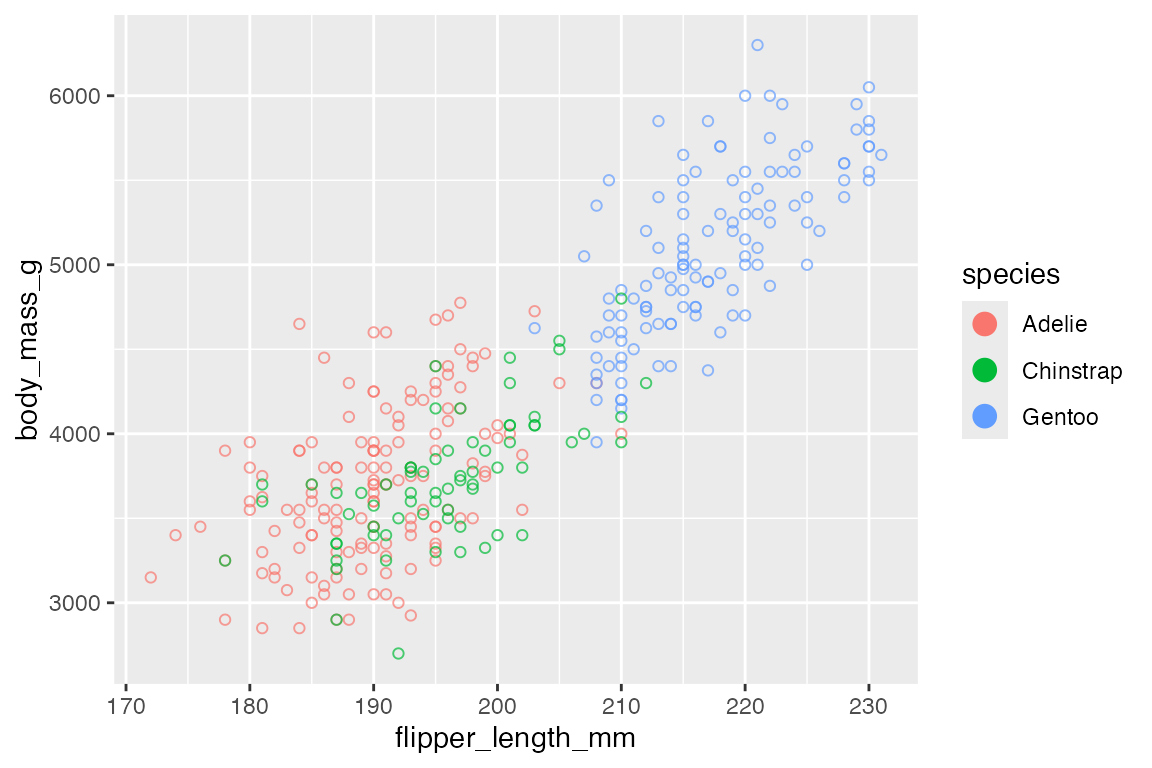 6000
5000
4000
3000
body_mass_g
170 180 190 200 210 220 230
flipper_length_mm
species
Adelie
Chinstrap
Gentoo